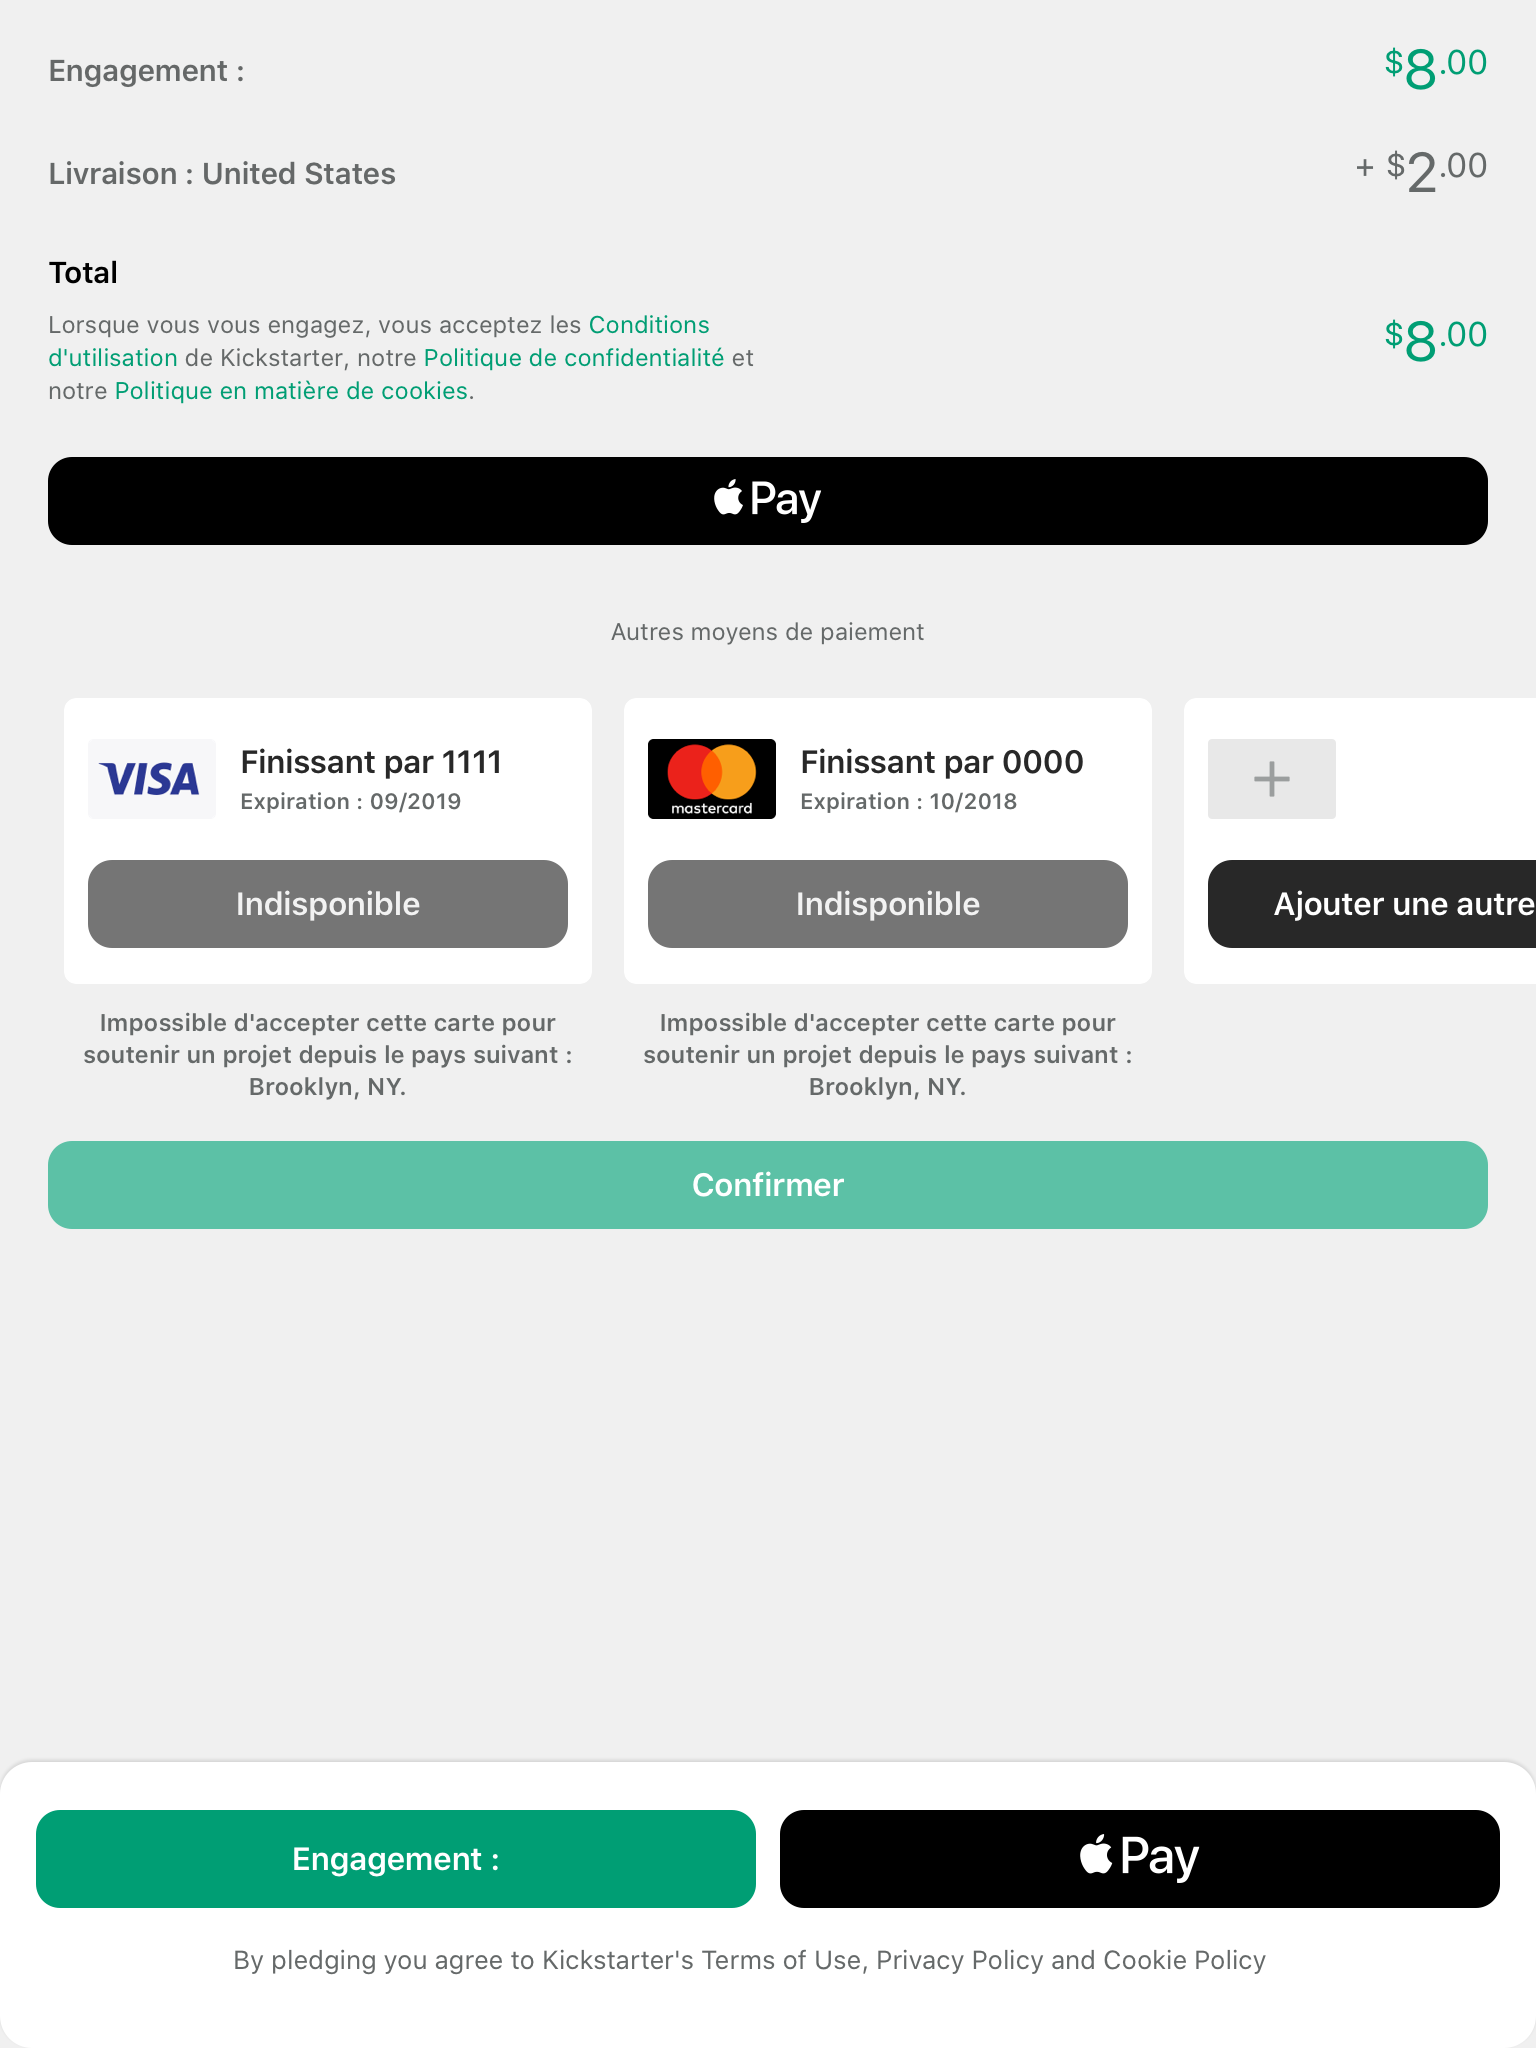 Engagement :
$8.00
Livraison : United States
+ $2.00
Total
Lorsque vous vous engagez, vous acceptez les Conditions
d'utilisation de Kickstarter, notre Politique de confidentialité et
notre Politique en matière de cookies.
$8.00
Pay
Autres moyens de paiement
VISA
Finissant par 1111
Expiration : 09/2019
Indisponible
Impossible d'accepter cette carte pour
soutenir un projet depuis le pays suivant :
Brooklyn, NY.
mastercard
Finissant par 0000
Expiration : 10/2018
Indisponible
Impossible d'accepter cette carte pour
soutenir un projet depuis le pays suivant :
Brooklyn, NY.
Ajouter une autre
Confirmer
Engagement :
Pay
By pledging you agree to Kickstarter's Terms of Use, Privacy Policy and Cookie Policy